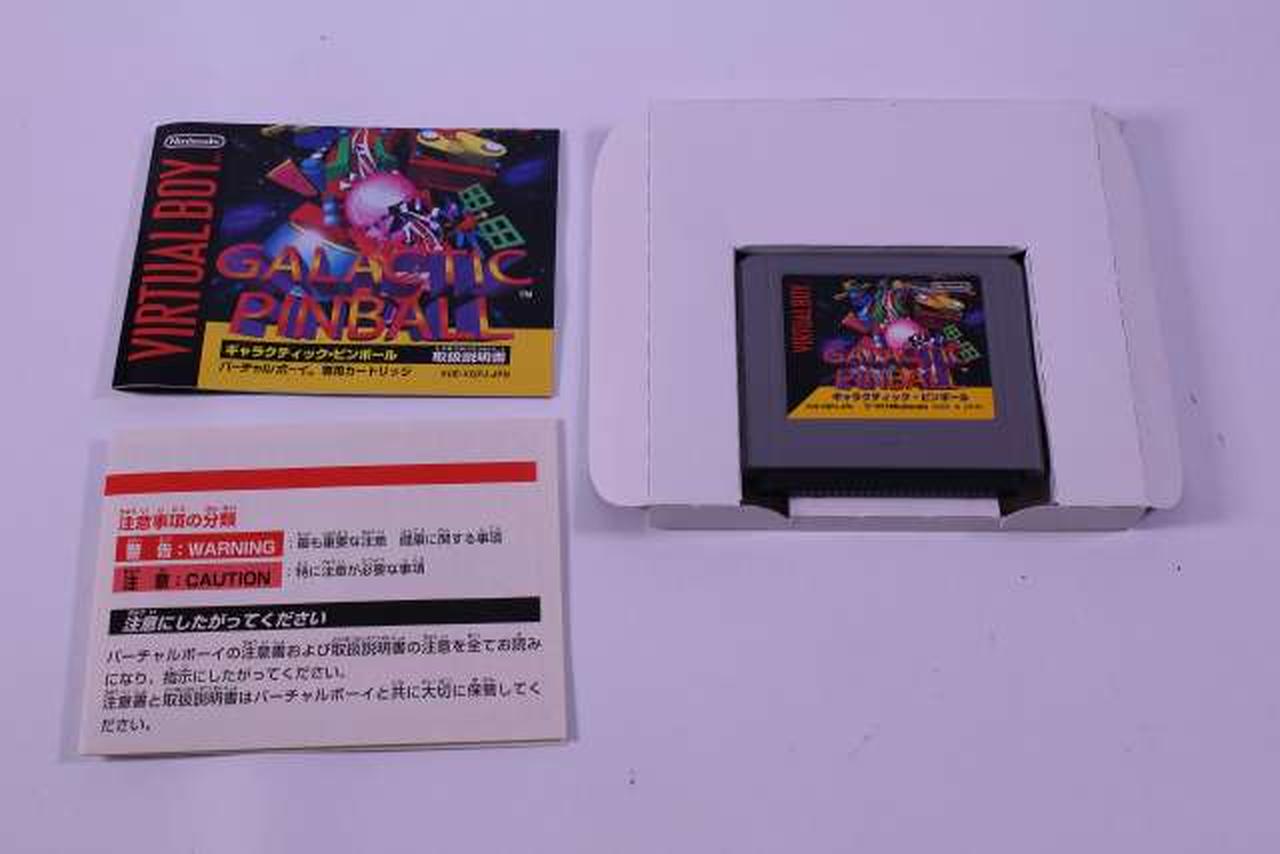 Nintendo
VIRTUAL BOY
GALACTIC
PINBALL
TM
ギャラクティック・ピンボール
取扱説明書
バーチャルボーイ® 専用カートリッジ
VUE-VGPJ-JPN
VIRTUAL BOY
Nintendo
GALACTIC
PINBALL
ギャラクティック・ピンボール
注意事項の分類
警 告：WARNING
：最も重要な注意 健康に関する事項
注 意：CAUTION
：特に注意が必要な事項
注意にしたがってください
バーチャルボーイの注意書および取扱説明書の注意を全てお読み
になり，指示にしたがってください。
注意書と取扱説明書はバーチャルボーイと共に大切に保管してく
ださい。